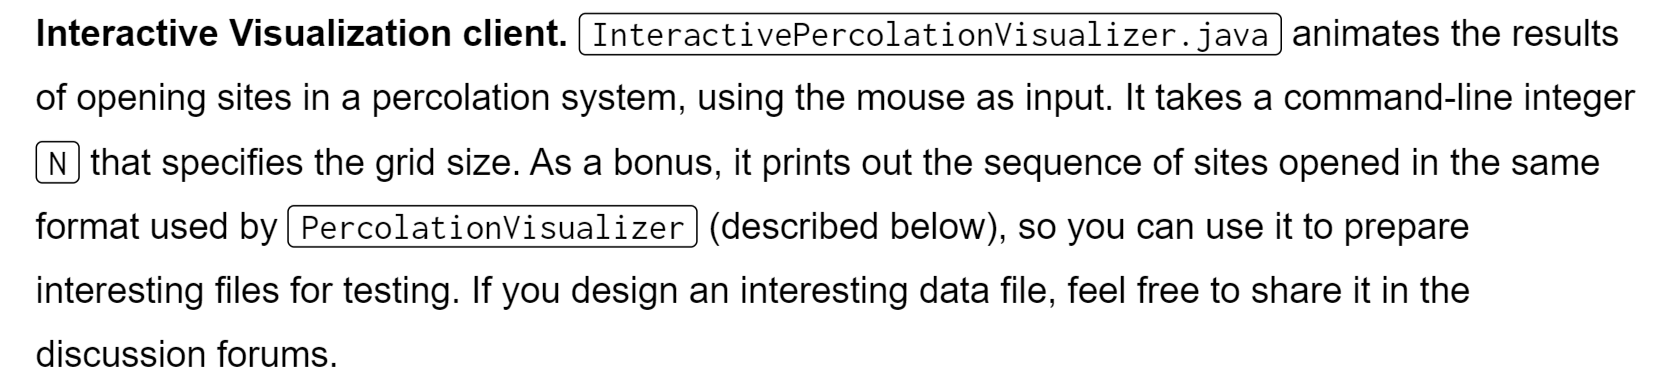 Interactive Visualization client. InteractivePercolationVisualizer.java animates the results
of opening sites in a percolation system, using the mouse as input. It takes a command-line integer
N that specifies the grid size. As a bonus, it prints out the sequence of sites opened in the same
format used by PercolationVisualizer (described below), so you can use it to prepare
interesting files for testing. If you design an interesting data file, feel free to share it in the
discussion forums.